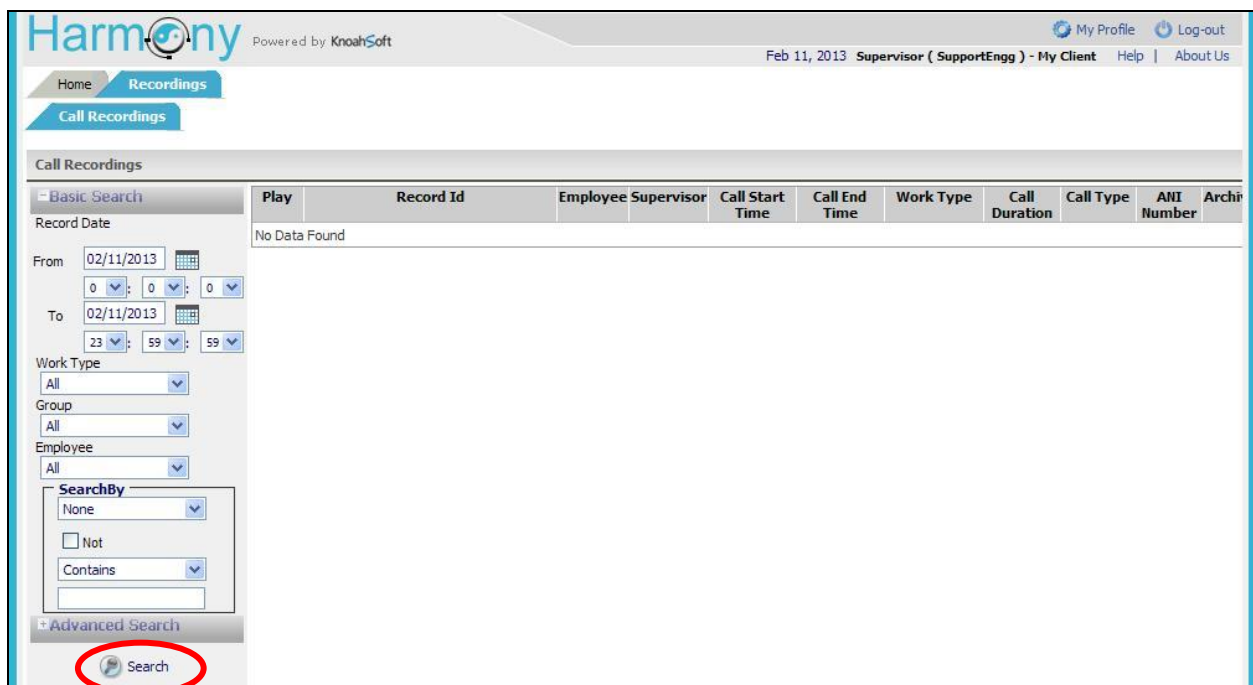 Harmony Powered by KnoahSoft
My Profile Log-out
Feb 11, 2013 Supervisor ( SupportEngg ) - My Client Help | About Us
Home Recordings
Call Recordings
Call Recordings
Basic Search
Record Date
From 02/11/2013
0 : 0 : 0
To 02/11/2013
23 : 59 : 59
Work Type
All
Group
All
Employee
All
SearchBy
None
Not
Contains
Advanced Search
Search
Play Record Id Employee Supervisor Call Start Time Call End Time Work Type Call Duration Call Type ANI Number
No Data Found